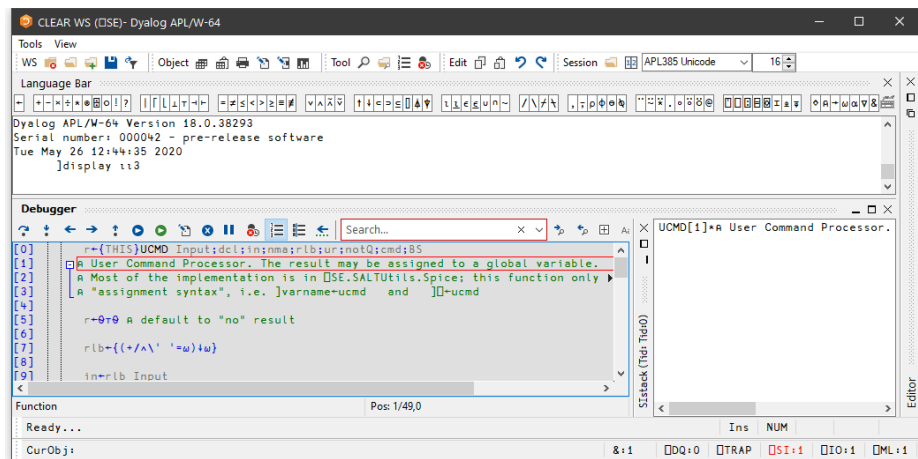 CLEAR WS (⎕SE)- Dyalog APL/W-64
Tools View
WS Object Tool Edit Session APL385 Unicode 16
Language Bar
Dyalog APL/W-64 Version 18.0.38293
Serial number: 000042 - pre-release software
Tue May 26 12:44:35 2020
]display ⍳⍳3
Debugger
Search...
[0] r←{THIS}UCMD Input;dcl;in;nma;rlb;ur;notQ;cmd;BS
[1] ⍝ User Command Processor. The result may be assigned to a global variable.
[2] ⍝ Most of the implementation is in ⎕SE.SALTUtils.Spice; this function only
[3] ⍝ "assignment syntax", i.e. ]varname←ucmd and ]⎕←ucmd
[4]
[5] r←⍬⊤⍬ ⍝ default to "no" result
[6]
[7] rlb←{(+/∧\' '=⍵)↓⍵}
[8]
[9] in←rlb Input
UCMD[1]*⍝ User Command Processor.
SIstack (Tid: Tid:0)
Editor
Function Pos: 1/49,0
Ready... Ins NUM
CurObj: &:1 ⎕DQ:0 ⎕TRAP ⎕SI:1 ⎕IO:1 ⎕ML:1